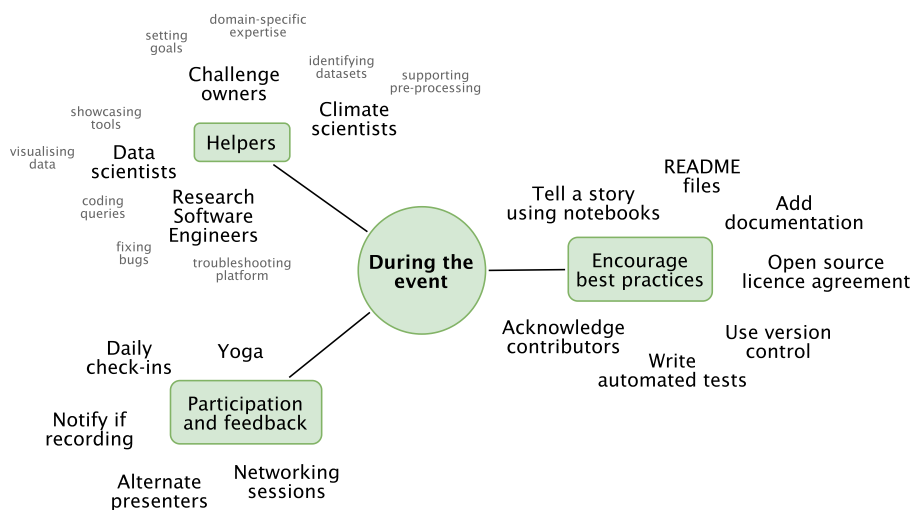 domain-specific
expertise
setting
goals
Challenge
owners
identifying
datasets
supporting
pre-processing
Climate
scientists
showcasing
tools
Helpers
visualising
data
Data
scientists
coding
queries
Research
Software
Engineers
fixing
bugs
troubleshooting
platform
During the
event
README
files
Tell a story
using notebooks
Add
documentation
Encourage
best practices
Open source
licence agreement
Acknowledge
contributors
Use version
control
Write
automated tests
Daily
check-ins
Yoga
Participation
and feedback
Notify if
recording
Alternate
presenters
Networking
sessions